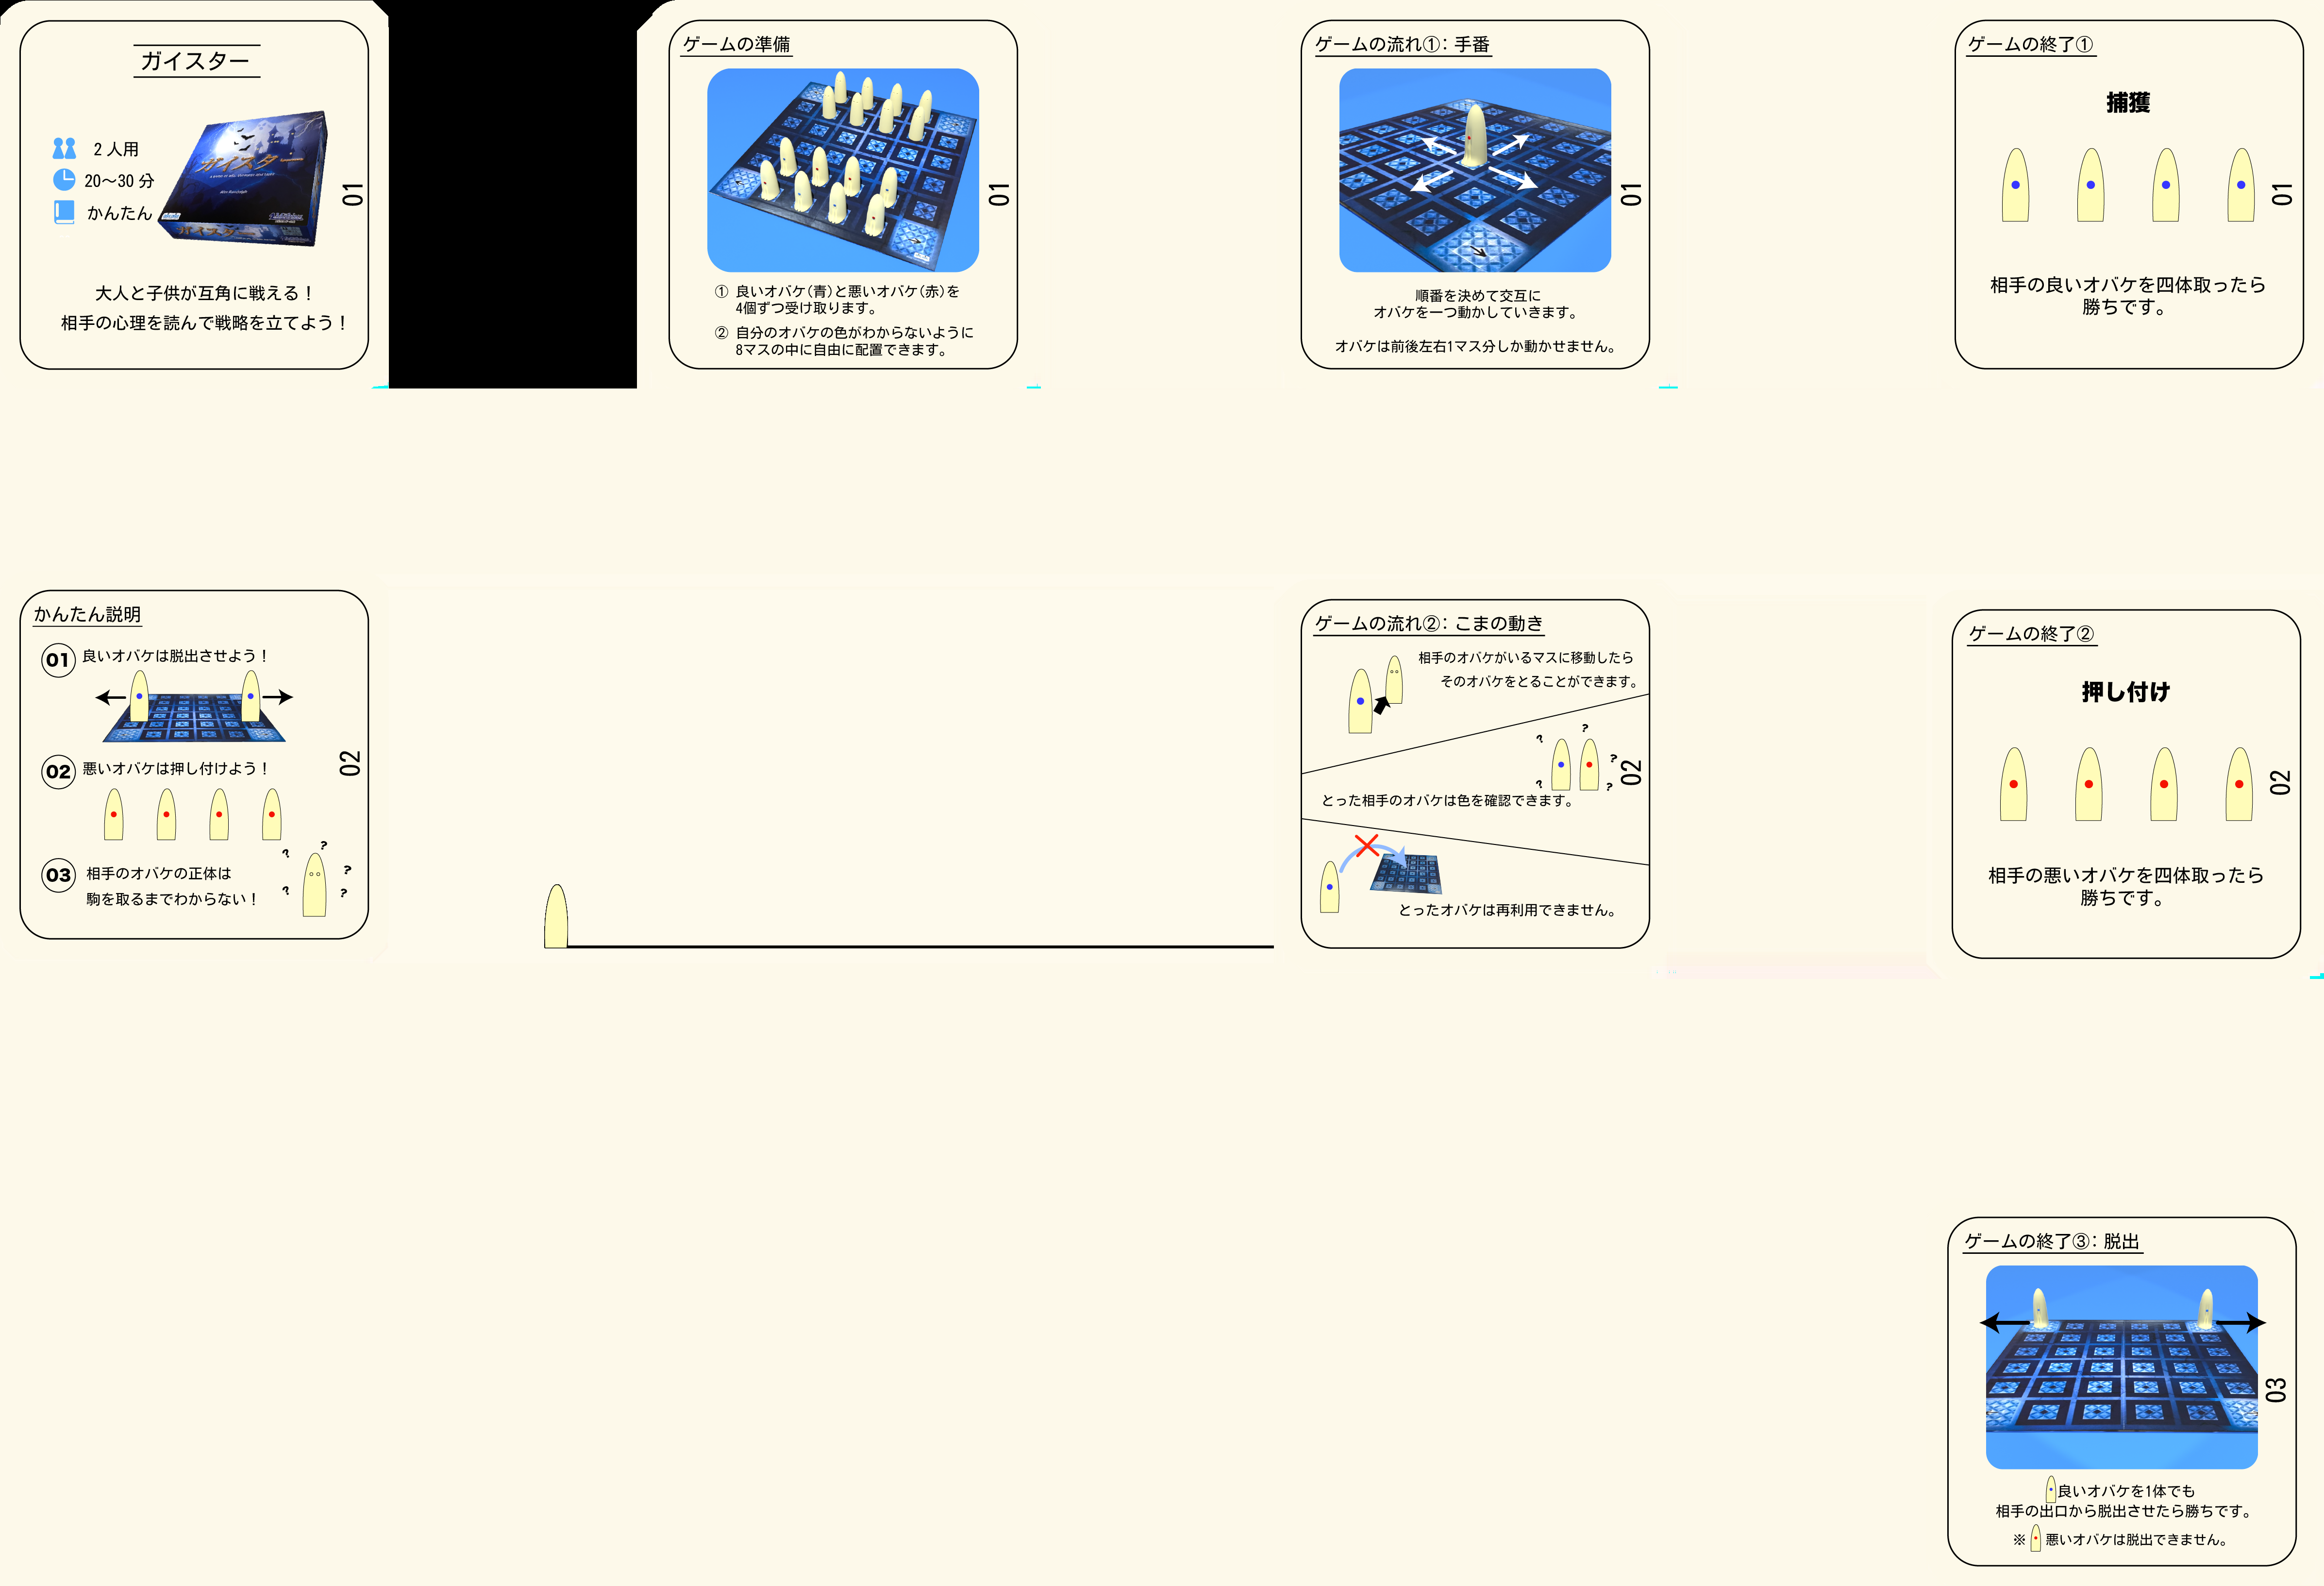 ガイスター
2 人用
20〜30 分
かんたん
ガイスター
ガイスター
01
大人と子供が互角に戦える！
相手の心理を読んで戦略を立てよう！
ゲームの準備
01
① 良いオバケ（青）と悪いオバケ（赤）を
4個ずつ受け取ります。
② 自分のオバケの色がわからないように
8マスの中に自由に配置できます。
ゲームの流れ①：手番
01
順番を決めて交互に
オバケを一つ動かしていきます。
オバケは前後左右1マス分しか動かせません。
ゲームの終了①
捕獲
01
相手の良いオバケを四体取ったら
勝ちです。
かんたん説明
01 良いオバケは脱出させよう！
02 悪いオバケは押し付けよう！
02
03 相手のオバケの正体は
駒を取るまでわからない！
? ? ? ? ?
ゲームの流れ②：こまの動き
相手のオバケがいるマスに移動したら
そのオバケをとることができます。
? ? ? ? ?
02
とった相手のオバケは色を確認できます。
とったオバケは再利用できません。
ゲームの終了②
押し付け
02
相手の悪いオバケを四体取ったら
勝ちです。
ゲームの終了③：脱出
03
良いオバケを1体でも
相手の出口から脱出させたら勝ちです。
※ 悪いオバケは脱出できません。